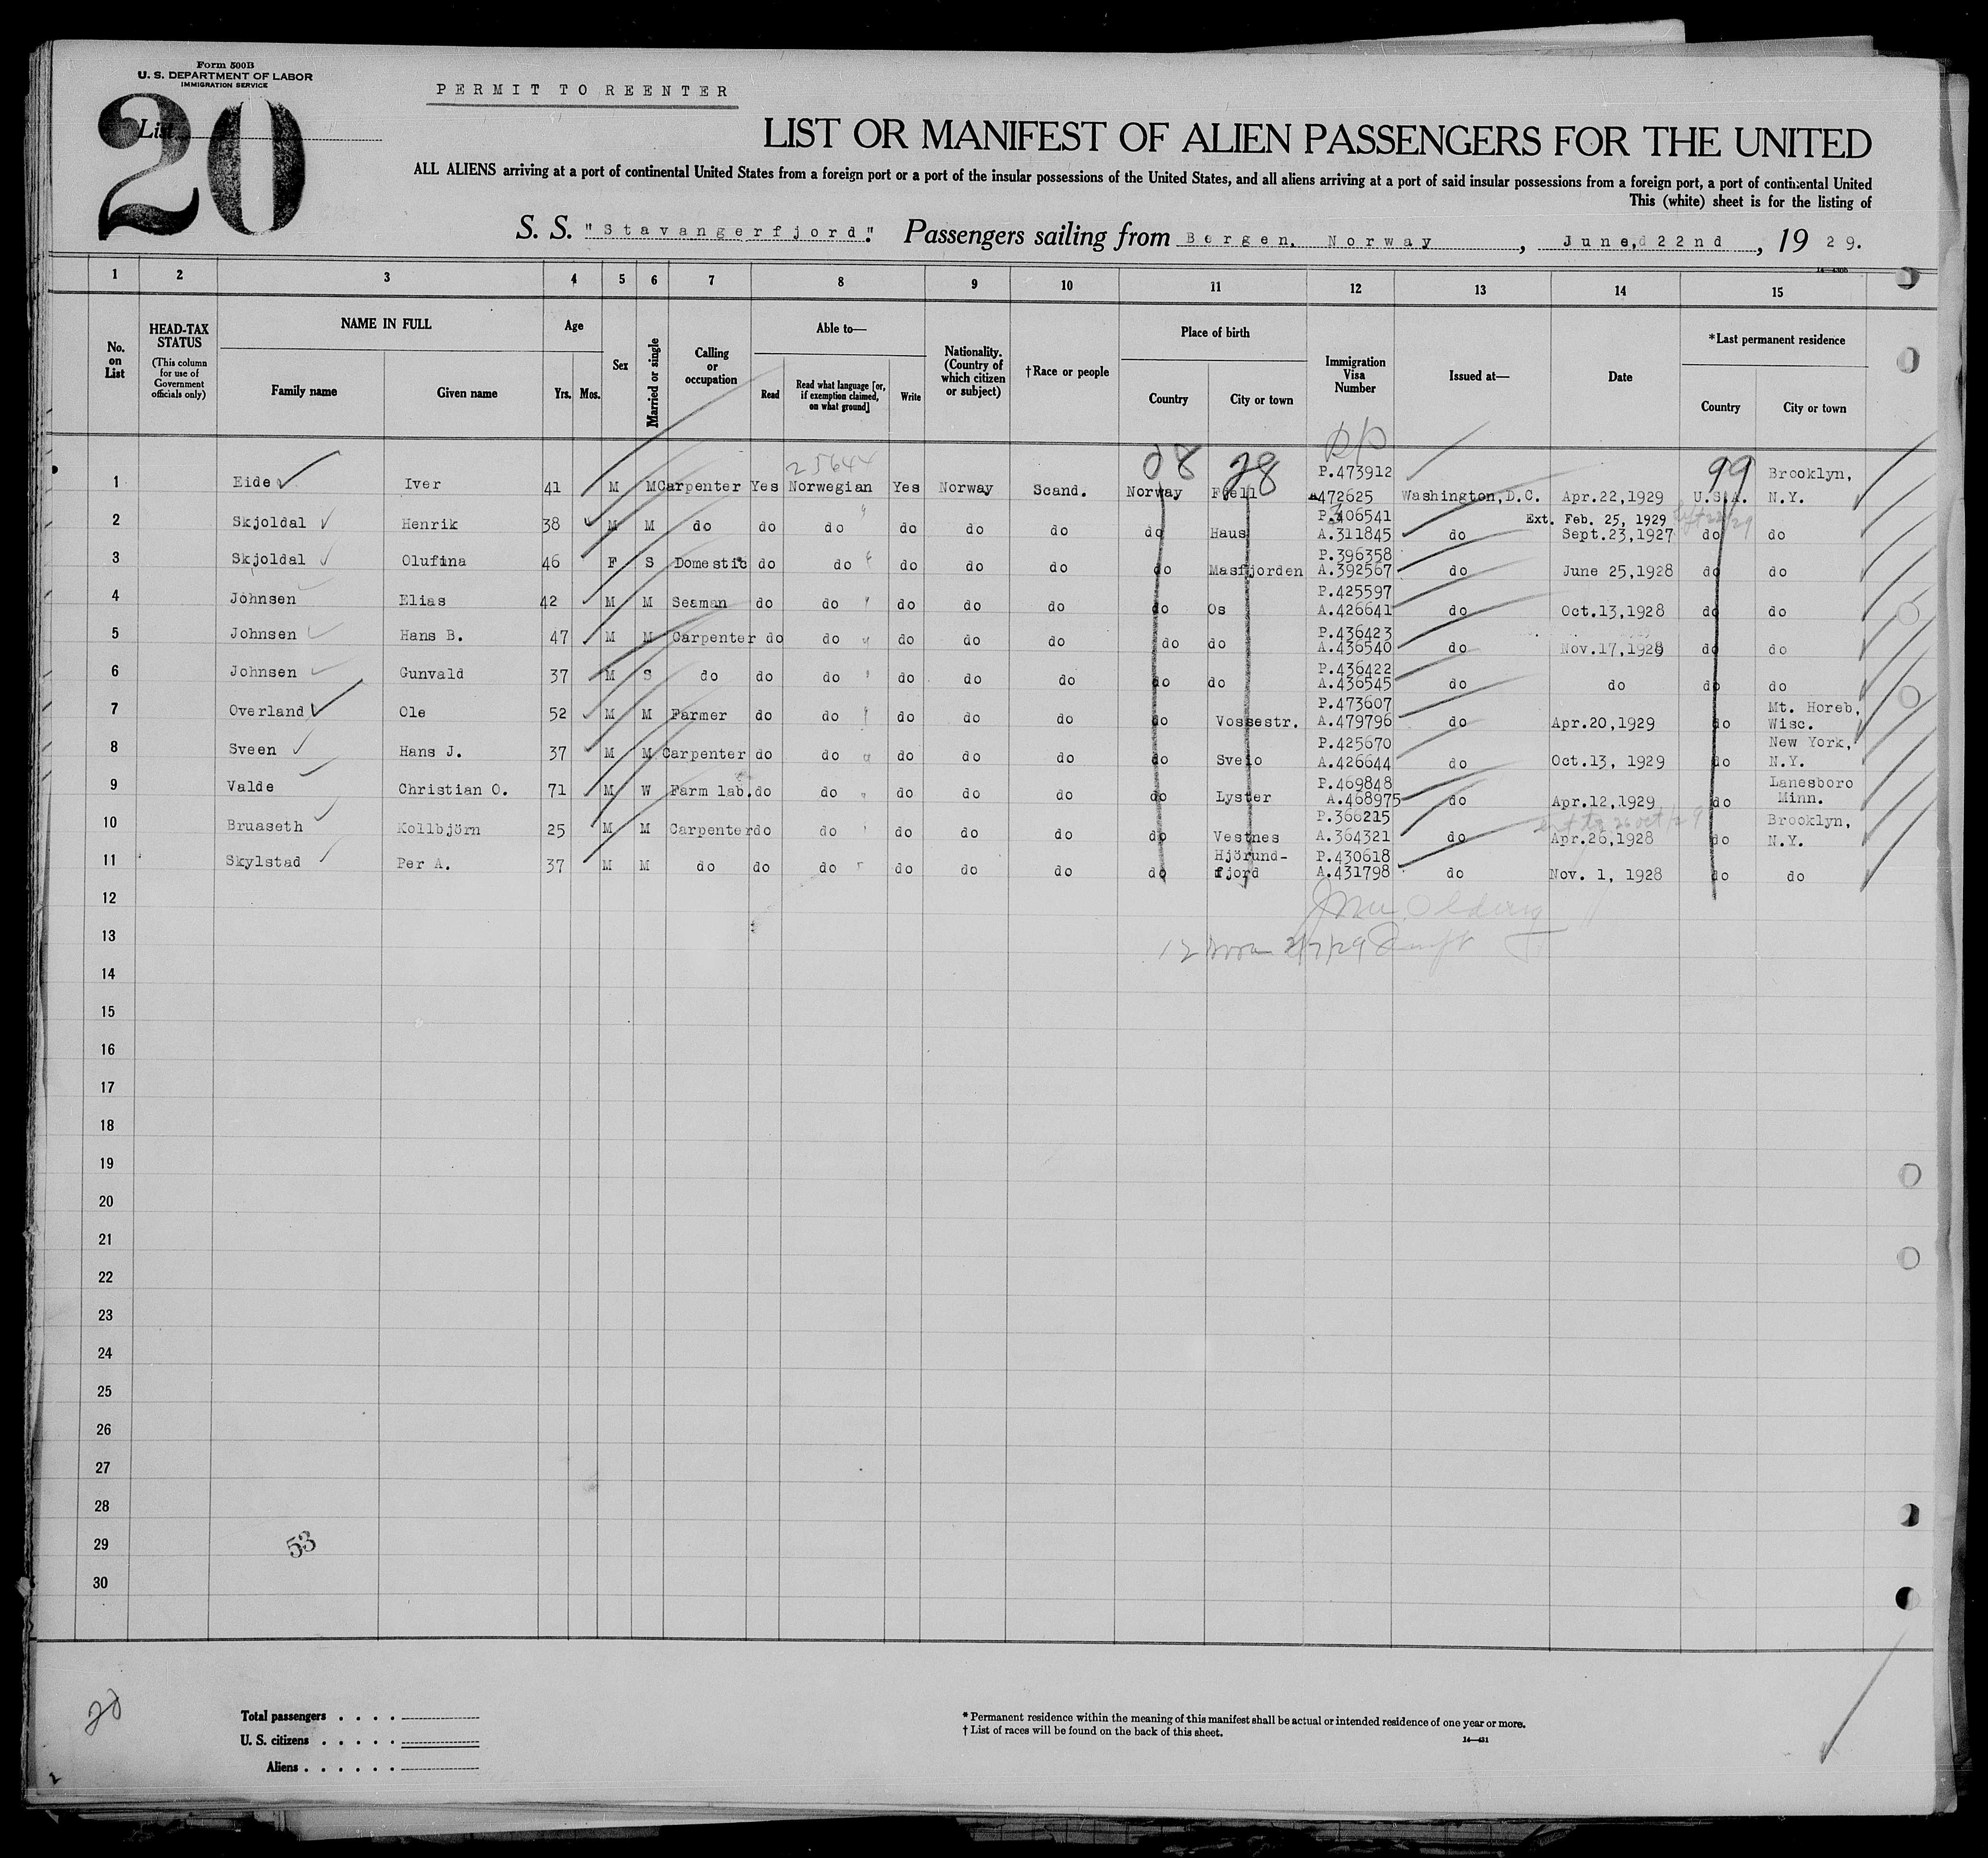 Form 500B
U. S. DEPARTMENT OF LABOR
IMMIGRATION SERVICE
PERMIT TO REENTER
20
List
LIST OR MANIFEST OF ALIEN PASSENGERS FOR THE UNITED
ALL ALIENS arriving at a port of continental United States from a foreign port or a port of the insular possessions of the United States, and all aliens arriving at a port of said insular possessions from a foreign port, a port of continental United
This (white) sheet is for the listing of
S. S. "Stavangerfjord". Passengers sailing from Bergen, Norway, June, 22nd, 1929.
1 2 3 4 5 6 7 8 9 10 11 12 13 14 15
No. on List
HEAD-TAX STATUS (This column for use of Government officials only)
NAME IN FULL
Family name Given name
Age
Yrs. Mos.
Sex
Married or single
Calling or occupation
Able to—
Read Read what language [or, if exemption claimed, on what ground] Write
Nationality. (Country of which citizen or subject)
†Race or people
Place of birth
Country City or town
Immigration Visa Number
Issued at—
Date
*Last permanent residence
Country City or town
25644 28 28 99
1 Eide Iver 41 M M Carpenter Yes Norwegian Yes Norway Scand. Norway Fjell P.473912 A472625 Washington,D.C. Apr.22,1929 U.S.A. Brooklyn, N.Y.
2 Skjoldal Henrik 38 M M do do do do do do do Haus P.306541 A.311845 do Ext. Feb. 25, 1929 Sept.23,1927 do do
3 Skjoldal Olufina 46 F S Domestic do do do do do do Masfjorden P.396358 A.392567 do June 25,1928 do do
4 Johnsen Elias 42 M M Seaman do do do do do do Os P.425597 A.426641 do Oct.13,1928 do do
5 Johnsen Hans B. 47 M M Carpenter do do do do do do do P.436423 A.436540 do Nov.17,1928 do do
6 Johnsen Gunvald 37 M S do do do do do do do do P.436422 A.436545 do do do do
7 Overland Ole 52 M M Farmer do do do do do do Vossestr. P.473607 A.479796 do Apr.20,1929 do Mt. Horeb, Wisc.
8 Sveen Hans J. 37 M M Carpenter do do do do do do Sveio P.425670 A.426644 do Oct.13, 1929 do New York, N.Y.
9 Valde Christian O. 71 M W Farm lab. do do do do do do Lyster P.469848 A.468975 do Apr.12,1929 do Lanesboro Minn.
10 Bruaseth Kollbjörn 25 M M Carpenter do do do do do do Vestnes P.366215 A.364321 do Apr.26,1928 do Brooklyn, N.Y.
11 Skylstad Per A. 37 M M do do do do do do do Hjörund-fjord P.430618 A.431798 do Nov. 1, 1928 do do
12
13
14
15
16
17
18
19
20
21
22
23
24
25
26
27
28
29
30
53
20
Total passengers
U. S. citizens
Aliens
* Permanent residence within the meaning of this manifest shall be actual or intended residence of one year or more.
† List of races will be found on the back of this sheet.
14—431